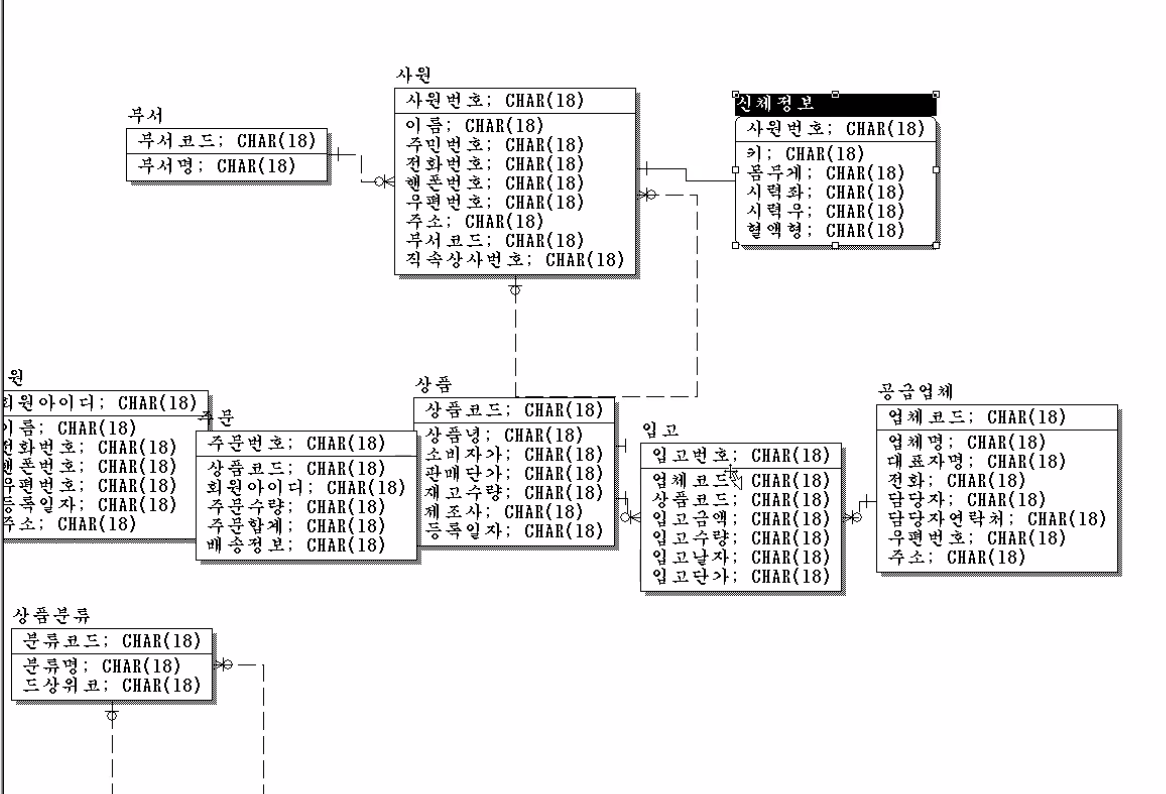 부서
부서코드; CHAR(18)
부서명; CHAR(18)
사원
사원번호; CHAR(18)
이름; CHAR(18)
주민번호; CHAR(18)
전화번호; CHAR(18)
핸폰번호; CHAR(18)
우편번호; CHAR(18)
주소; CHAR(18)
부서코드; CHAR(18)
직속상사번호; CHAR(18)
신체정보
사원번호; CHAR(18)
키; CHAR(18)
몸무게; CHAR(18)
시력좌; CHAR(18)
시력우; CHAR(18)
혈액형; CHAR(18)
원
회원아이디; CHAR(18)
이름; CHAR(18)
전화번호; CHAR(18)
핸폰번호; CHAR(18)
우편번호; CHAR(18)
등록일자; CHAR(18)
주소; CHAR(18)
주문
주문번호; CHAR(18)
상품코드; CHAR(18)
회원아이디; CHAR(18)
주문수량; CHAR(18)
주문합계; CHAR(18)
배송정보; CHAR(18)
상품
상품코드; CHAR(18)
상품녕; CHAR(18)
소비자가; CHAR(18)
판매단가; CHAR(18)
재고수량; CHAR(18)
제조사; CHAR(18)
등록일자; CHAR(18)
입고
입고번호; CHAR(18)
업체코드; CHAR(18)
상품코드; CHAR(18)
입고금액; CHAR(18)
입고수량; CHAR(18)
입고날자; CHAR(18)
입고단가; CHAR(18)
공급업체
업체코드; CHAR(18)
업체명; CHAR(18)
대표자명; CHAR(18)
전화; CHAR(18)
담당자; CHAR(18)
담당자연락처; CHAR(18)
우편번호; CHAR(18)
주소; CHAR(18)
상품분류
분류코드; CHAR(18)
분류명; CHAR(18)
드상위코; CHAR(18)